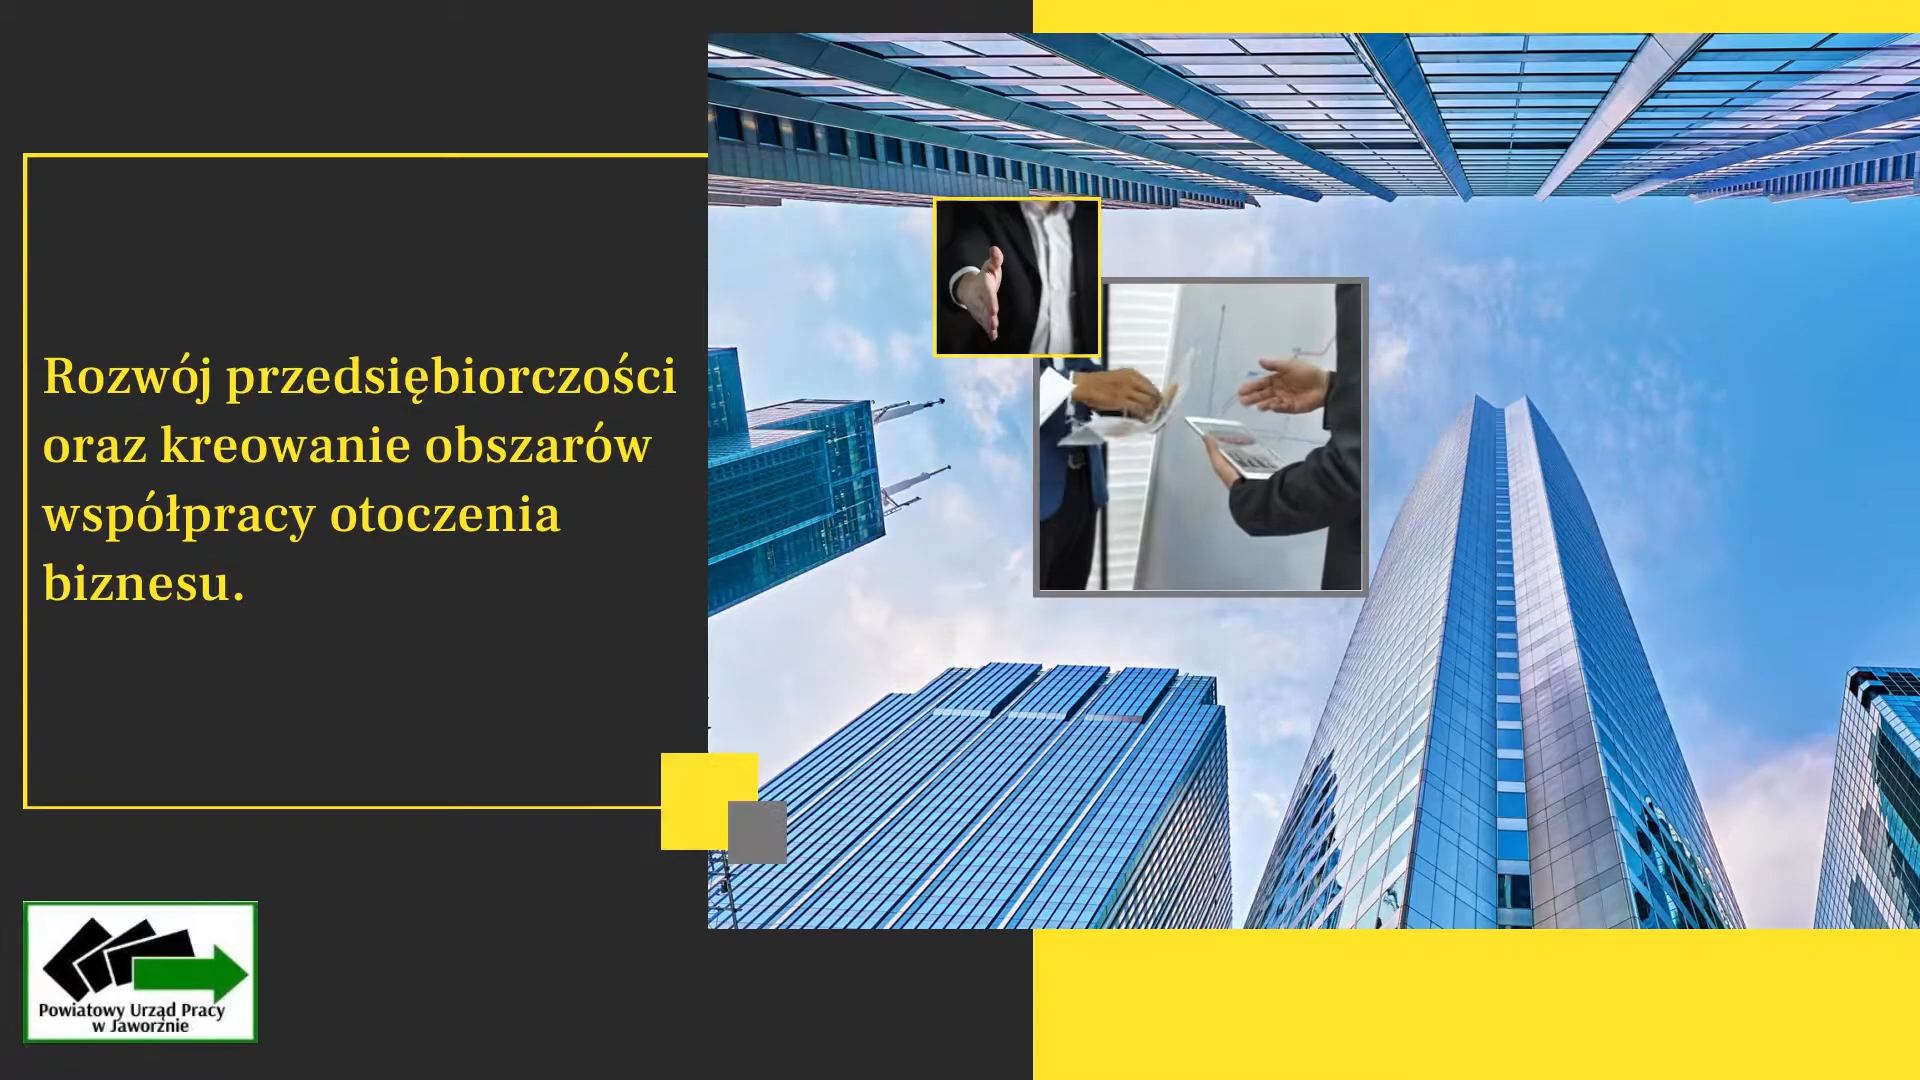 Rozwój przedsiębiorczości
oraz kreowanie obszarów
współpracy otoczenia
biznesu.
Powiatowy Urząd Pracy
w Jaworznie